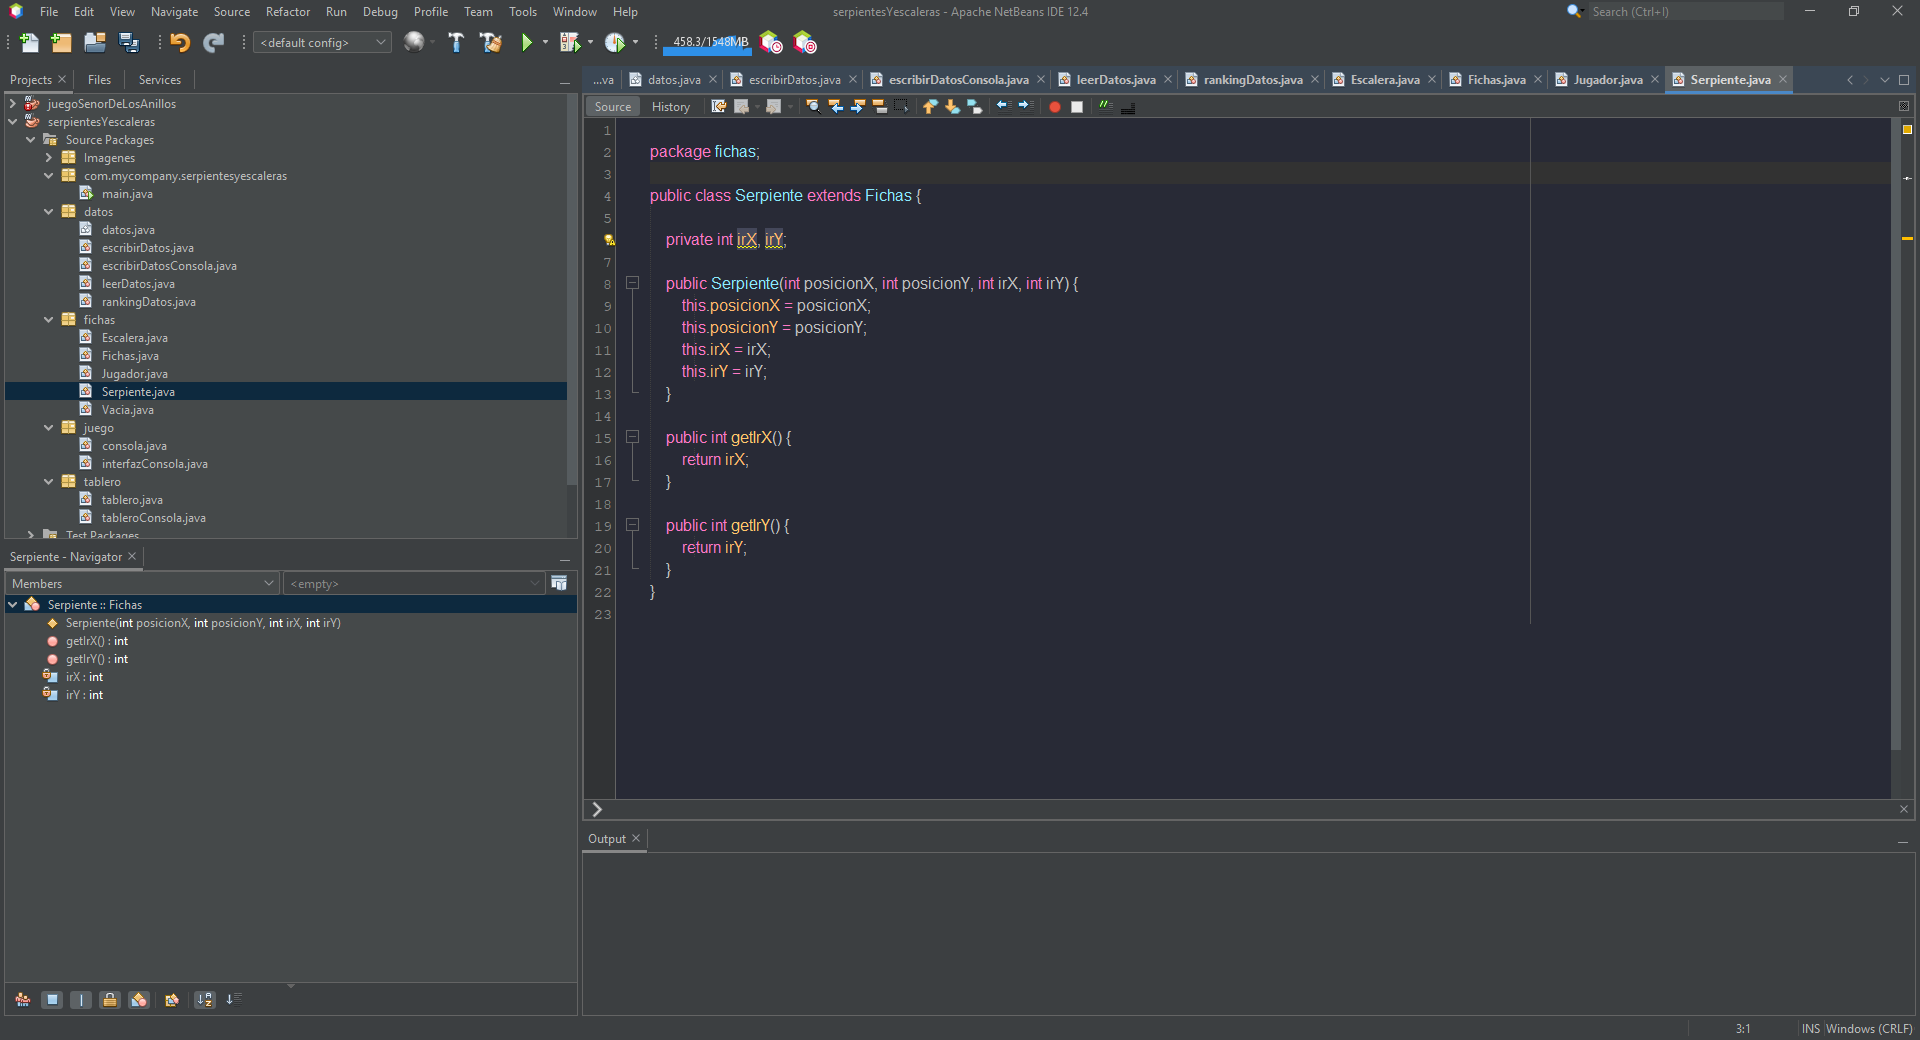 File Edit View Navigate Source Refactor Run Debug Profile Team Tools Window Help
serpientesYescaleras - Apache NetBeans IDE 12.4
Search (Ctrl+I)
<default config>
458.3/1548MB
Projects Files Services
juegoSenorDeLosAnillos
serpientesYescaleras
Source Packages
Imagenes
com.mycompany.serpientesyescaleras
main.java
datos
datos.java
escribirDatos.java
escribirDatosConsola.java
leerDatos.java
rankingDatos.java
fichas
Escalera.java
Fichas.java
Jugador.java
Serpiente.java
Vacia.java
juego
consola.java
interfazConsola.java
tablero
tablero.java
tableroConsola.java
Test Packages
Serpiente - Navigator
Members <empty>
Serpiente :: Fichas
Serpiente(int posicionX, int posicionY, int irX, int irY)
getIrX() : int
getIrY() : int
irX : int
irY : int
...va datos.java escribirDatos.java escribirDatosConsola.java leerDatos.java rankingDatos.java Escalera.java Fichas.java Jugador.java Serpiente.java
Source History
1
2 package fichas;
3
4 public class Serpiente extends Fichas {
5
private int irX, irY;
7
8 public Serpiente(int posicionX, int posicionY, int irX, int irY) {
9 this.posicionX = posicionX;
10 this.posicionY = posicionY;
11 this.irX = irX;
12 this.irY = irY;
13 }
14
15 public int getIrX() {
16 return irX;
17 }
18
19 public int getIrY() {
20 return irY;
21 }
22 }
23
Output
3:1 INS Windows (CRLF)